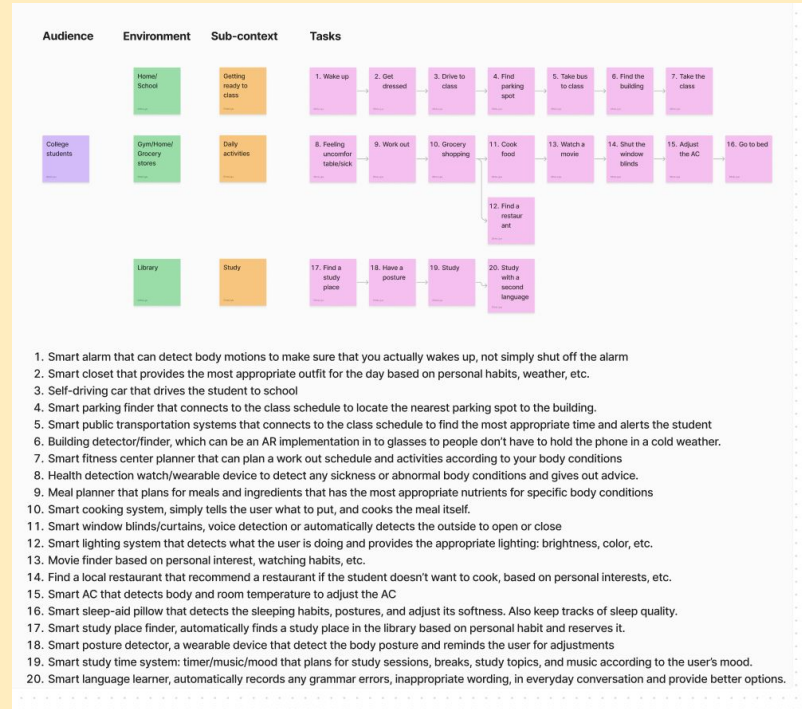 Audience
Environment
Sub-context
Tasks
Home/
School
Getting
ready to
class
1. Wake up
2. Get
dressed
3. Drive to
class
4. Find
parking
spot
5. Take bus
to class
6. Find the
building
7. Take the
class
College
students
Gym/Home/
Grocery
stores
Daily
activities
8. Feeling
uncomfor
table/sick
9. Work out
10. Grocery
shopping
11. Cook
food
13. Watch a
movie
14. Shut the
window
blinds
15. Adjust
the AC
16. Go to bed
12. Find a
restaur
ant
Library
Study
17. Find a
study
place
18. Have a
posture
19. Study
20. Study
with a
second
language
1. Smart alarm that can detect body motions to make sure that you actually wakes up, not simply shut off the alarm
2. Smart closet that provides the most appropriate outfit for the day based on personal habits, weather, etc.
3. Self-driving car that drives the student to school
4. Smart parking finder that connects to the class schedule to locate the nearest parking spot to the building.
5. Smart public transportation systems that connects to the class schedule to find the most appropriate time and alerts the student
6. Building detector/finder, which can be an AR implementation in to glasses to people don't have to hold the phone in a cold weather.
7. Smart fitness center planner that can plan a work out schedule and activities according to your body conditions
8. Health detection watch/wearable device to detect any sickness or abnormal body conditions and gives out advice.
9. Meal planner that plans for meals and ingredients that has the most appropriate nutrients for specific body conditions
10. Smart cooking system, simply tells the user what to put, and cooks the meal itself.
11. Smart window blinds/curtains, voice detection or automatically detects the outside to open or close
12. Smart lighting system that detects what the user is doing and provides the appropriate lighting: brightness, color, etc.
13. Movie finder based on personal interest, watching habits, etc.
14. Find a local restaurant that recommend a restaurant if the student doesn't want to cook, based on personal interests, etc.
15. Smart AC that detects body and room temperature to adjust the AC
16. Smart sleep-aid pillow that detects the sleeping habits, postures, and adjust its softness. Also keep tracks of sleep quality.
17. Smart study place finder, automatically finds a study place in the library based on personal habit and reserves it.
18. Smart posture detector, a wearable device that detect the body posture and reminds the user for adjustments
19. Smart study time system: timer/music/mood that plans for study sessions, breaks, study topics, and music according to the user's mood.
20. Smart language learner, automatically records any grammar errors, inappropriate wording, in everyday conversation and provide better options.